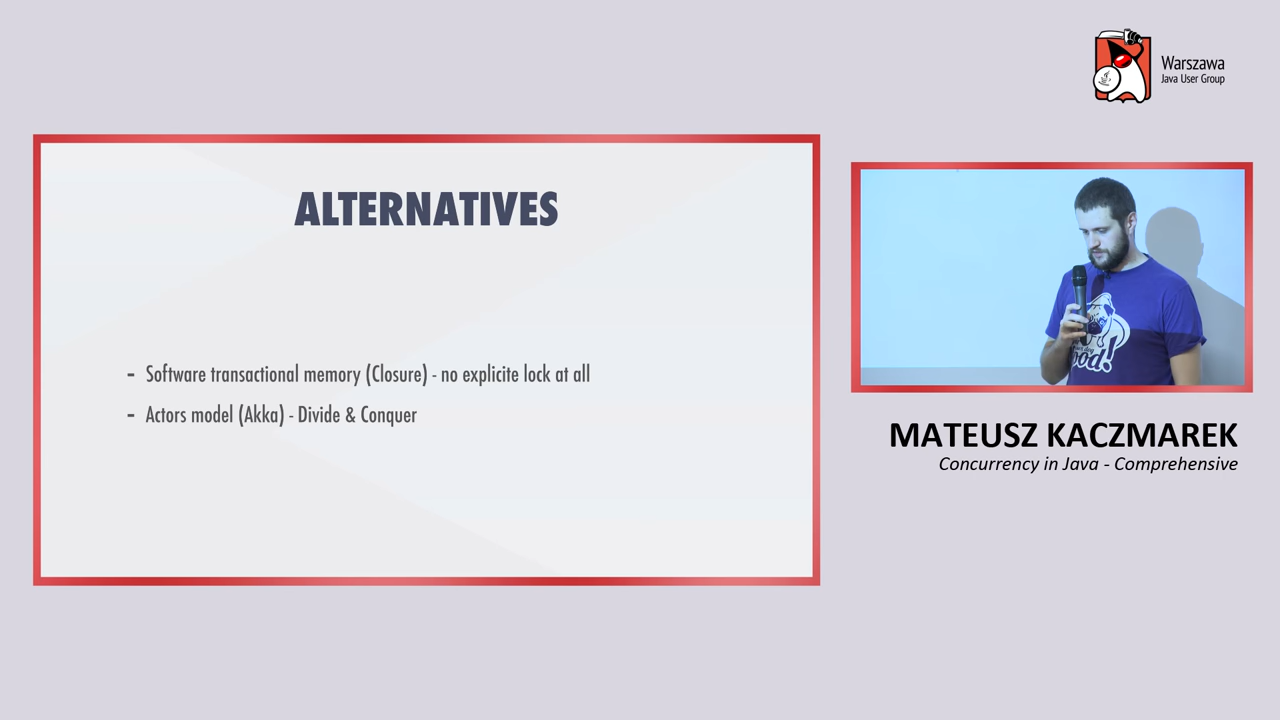 Warszawa
Java User Group
ALTERNATIVES
- Software transactional memory (Closure) - no explicite lock at all
- Actors model (Akka) - Divide & Conquer
MATEUSZ KACZMAREK
Concurrency in Java - Comprehensive